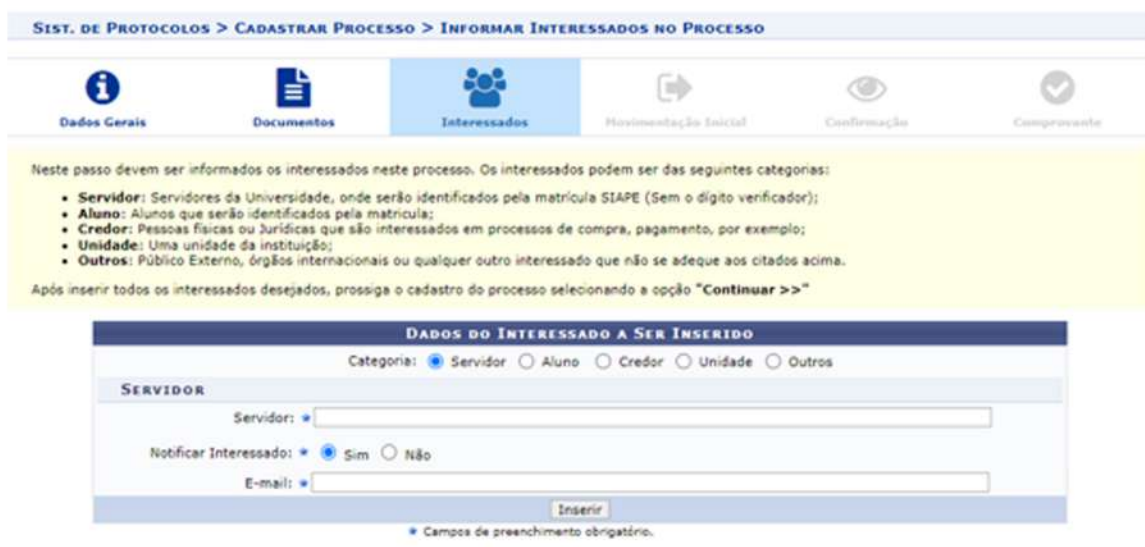 SIST. DE PROTOCOLOS > CADASTRAR PROCESSO > INFORMAR INTERESSADOS NO PROCESSO
Dados Gerais Documentos Interessados Movimentação Inicial Confirmação Comprovante
Neste passo devem ser informados os interessados neste processo. Os interessados podem ser das seguintes categorias:
• Servidor: Servidores da Universidade, onde serão identificados pela matrícula SIAPE (Sem o dígito verificador);
• Aluno: Alunos que serão identificados pela matricula;
• Credor: Pessoas físicas ou Jurídicas que são interessados em processos de compra, pagamento, por exemplo;
• Unidade: Uma unidade da instituição;
• Outros: Público Externo, órgãos internacionais ou qualquer outro interessado que não se adeque aos citados acima.
Após inserir todos os interessados desejados, prossiga o cadastro do processo selecionando a opção "Continuar >>"
DADOS DO INTERESSADO A SER INSERIDO
Categoria: Servidor Aluno Credor Unidade Outros
SERVIDOR
Servidor:
Notificar Interessado: Sim Não
E-mail:
Inserir
Campos de preenchimento obrigatório.